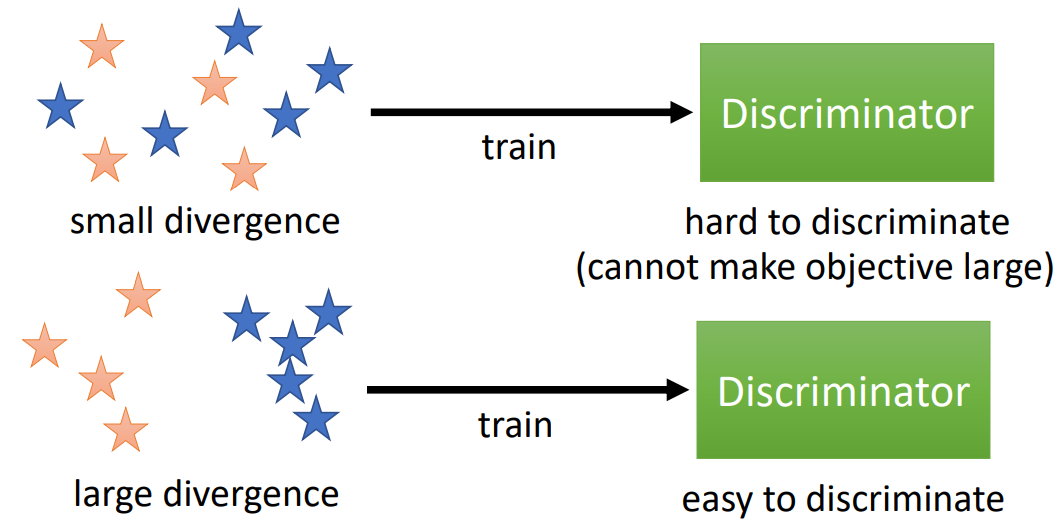 Discriminator
train
small divergence
hard to discriminate
(cannot make objective large)
Discriminator
train
large divergence
easy to discriminate